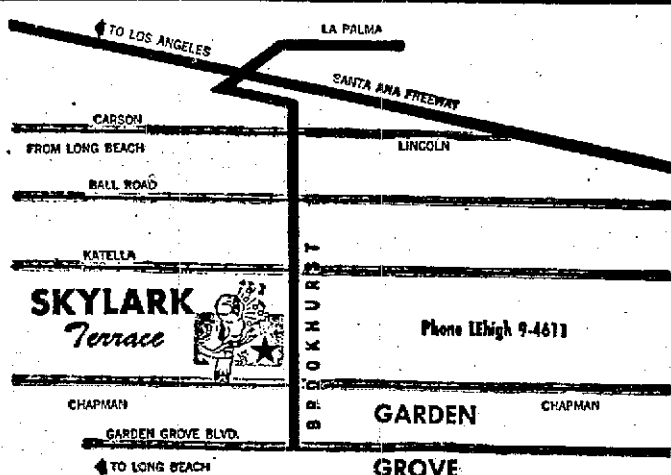 LA PALMA
TO LOS ANGELES
SANTA ANA FREEWAY
CARSON
FROM LONG BEACH
LINCOLN
BALL ROAD
KATELLA
BROOKHURST
SKYLARK
Terrace
Phone LEhigh 9-4611
CHAPMAN
GARDEN
CHAPMAN
GARDEN GROVE BLVD.
TO LONG BEACH
GROVE